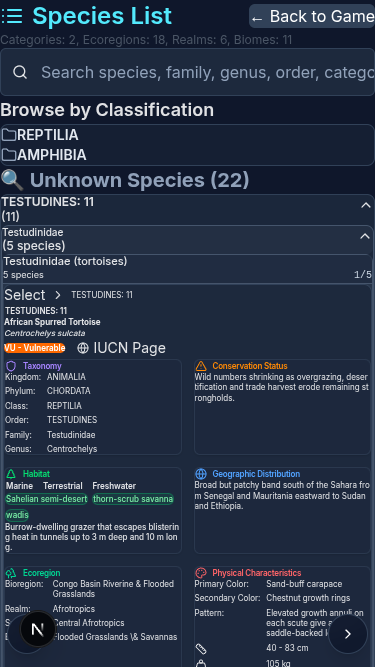 Species List
← Back to Game
Categories: 2, Ecoregions: 18, Realms: 6, Biomes: 11
Search species, family, genus, order, catego
Browse by Classification
REPTILIA
AMPHIBIA
🔍 Unknown Species (22)
TESTUDINES: 11
(11)
Testudinidae
(5 species)
Testudinidae (tortoises)
5 species 1/5
Select > TESTUDINES: 11
TESTUDINES: 11
African Spurred Tortoise
Centrochelys sulcata
VU - Vulnerable IUCN Page
Taxonomy
Kingdom: ANIMALIA
Phylum: CHORDATA
Class: REPTILIA
Order: TESTUDINES
Family: Testudinidae
Genus: Centrochelys
Conservation Status
Wild numbers shrinking as overgrazing, deser
tification and trade harvest erode remaining st
rongholds.
Habitat
Marine Terrestrial Freshwater
Sahelian semi-desert thorn-scrub savanna
wadis
Burrow-dwelling grazer that escapes blisterin
g heat in tunnels up to 3 m deep and 10 m lon
g.
Geographic Distribution
Broad but patchy band south of the Sahara fro
m Senegal and Mauritania eastward to Sudan
and Ethiopia.
Ecoregion
Bioregion: Congo Basin Riverine & Flooded
Grasslands
Realm: Afrotropics
Central Afrotropics
Flooded Grasslands \& Savannas
Physical Characteristics
Primary Color: Sand-buff carapace
Secondary Color: Chestnut growth rings
Pattern: Elevated growth annuli on
each scute give a
saddle-backed
40 - 83 cm
105 kg
N